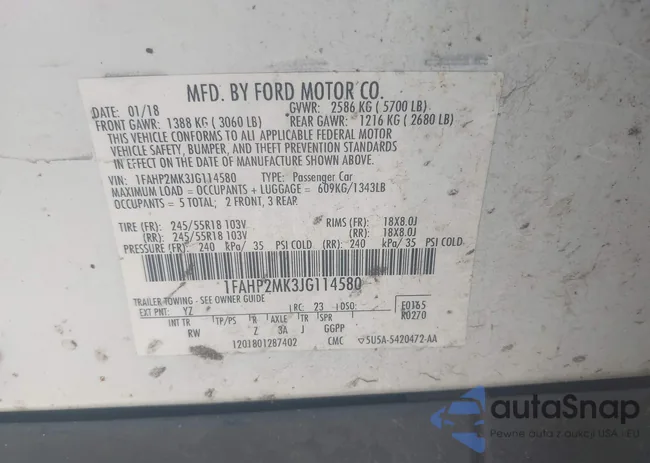 MFD. BY FORD MOTOR CO.
DATE: 01/18 GVWR: 2586 KG ( 5700 LB)
FRONT GAWR: 1388 KG ( 3060 LB) REAR GAWR: 1216 KG ( 2680 LB)
THIS VEHICLE CONFORMS TO ALL APPLICABLE FEDERAL MOTOR
VEHICLE SAFETY, BUMPER, AND THEFT PREVENTION STANDARDS
IN EFFECT ON THE DATE OF MANUFACTURE SHOWN ABOVE.
VIN: 1FAHP2MK3JG114580 TYPE: Passenger Car
MAXIMUM LOAD = OCCUPANTS + LUGGAGE = 609KG/1343LB
OCCUPANTS = 5 TOTAL; 2 FRONT, 3 REAR
TIRE (FR): 245/55R18 103V RIMS (FR): 18X8.0J
(RR): 245/55R18 103V (RR): 18X8.0J
PRESSURE (FR): 240 kPa/ 35 PSI COLD (RR): 240 kPa/ 35 PSI COLD
1FAHP2MK3JG114580
TRAILER TOWING - SEE OWNER GUIDE
EXT PNT: YZ RC: 23 DSO: E0165
INT TR TP/PS R AXLE TR SPR R0270
RW Z 3A J GGPP
1201801287402 CMC 5USA-5420472-AA
autoSnap
Pewne auta z aukcji USA - EU